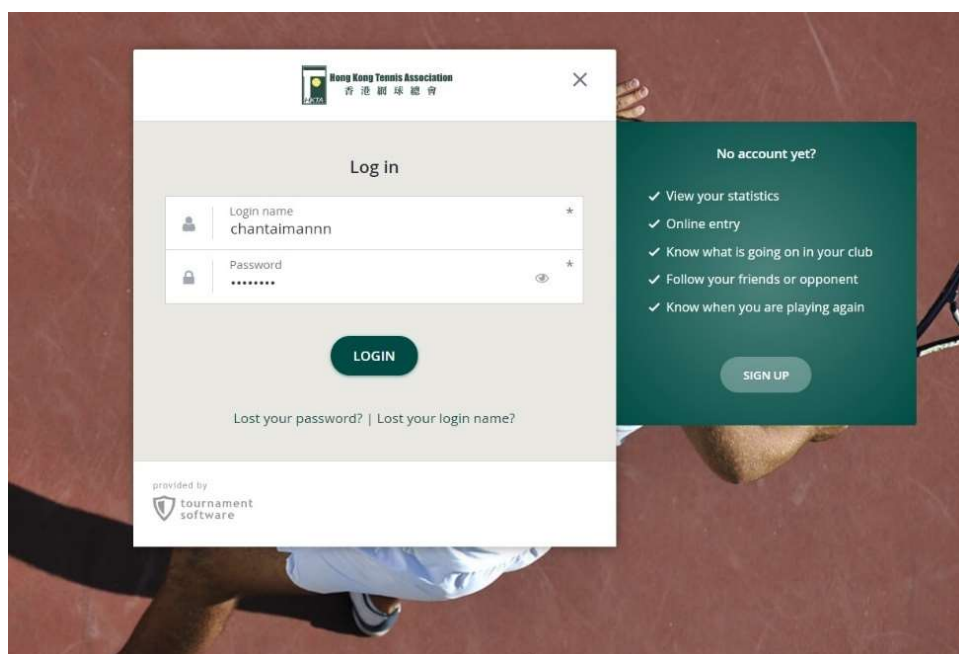 HKTA
Hong Kong Tennis Association
香港網球總會
Log in
Login name
*
chantaimannn
Password
*
••••••••
LOGIN
Lost your password? | Lost your login name?
provided by
tournament
software
No account yet?
✓ View your statistics
✓ Online entry
✓ Know what is going on in your club
✓ Follow your friends or opponent
✓ Know when you are playing again
SIGN UP